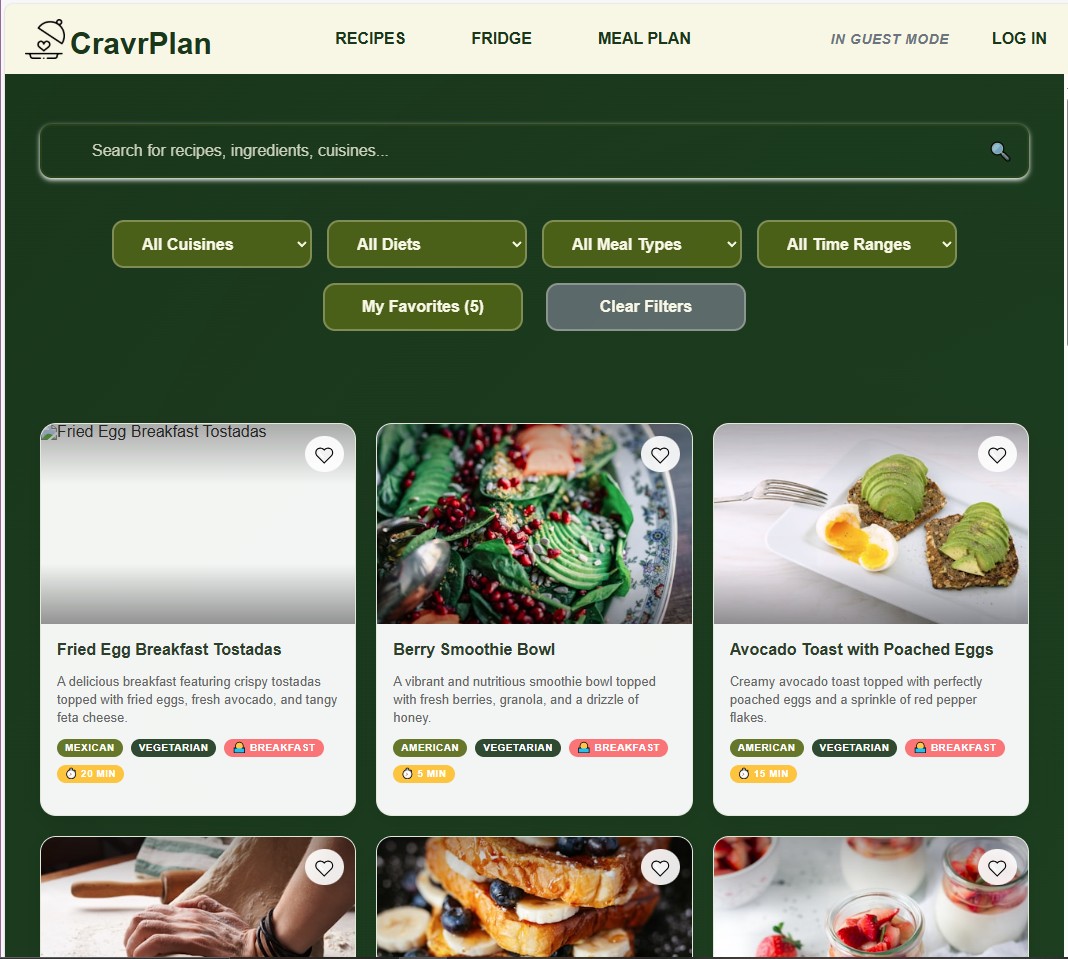 CravrPlan
RECIPES
FRIDGE
MEAL PLAN
IN GUEST MODE
LOG IN
Search for recipes, ingredients, cuisines...
All Cuisines
All Diets
All Meal Types
All Time Ranges
My Favorites (5)
Clear Filters
Fried Egg Breakfast Tostadas
Fried Egg Breakfast Tostadas
A delicious breakfast featuring crispy tostadas
topped with fried eggs, fresh avocado, and tangy
feta cheese.
MEXICAN
VEGETARIAN
BREAKFAST
20 MIN
Berry Smoothie Bowl
A vibrant and nutritious smoothie bowl topped
with fresh berries, granola, and a drizzle of
honey.
AMERICAN
VEGETARIAN
BREAKFAST
5 MIN
Avocado Toast with Poached Eggs
Creamy avocado toast topped with perfectly
poached eggs and a sprinkle of red pepper
flakes.
AMERICAN
VEGETARIAN
BREAKFAST
15 MIN